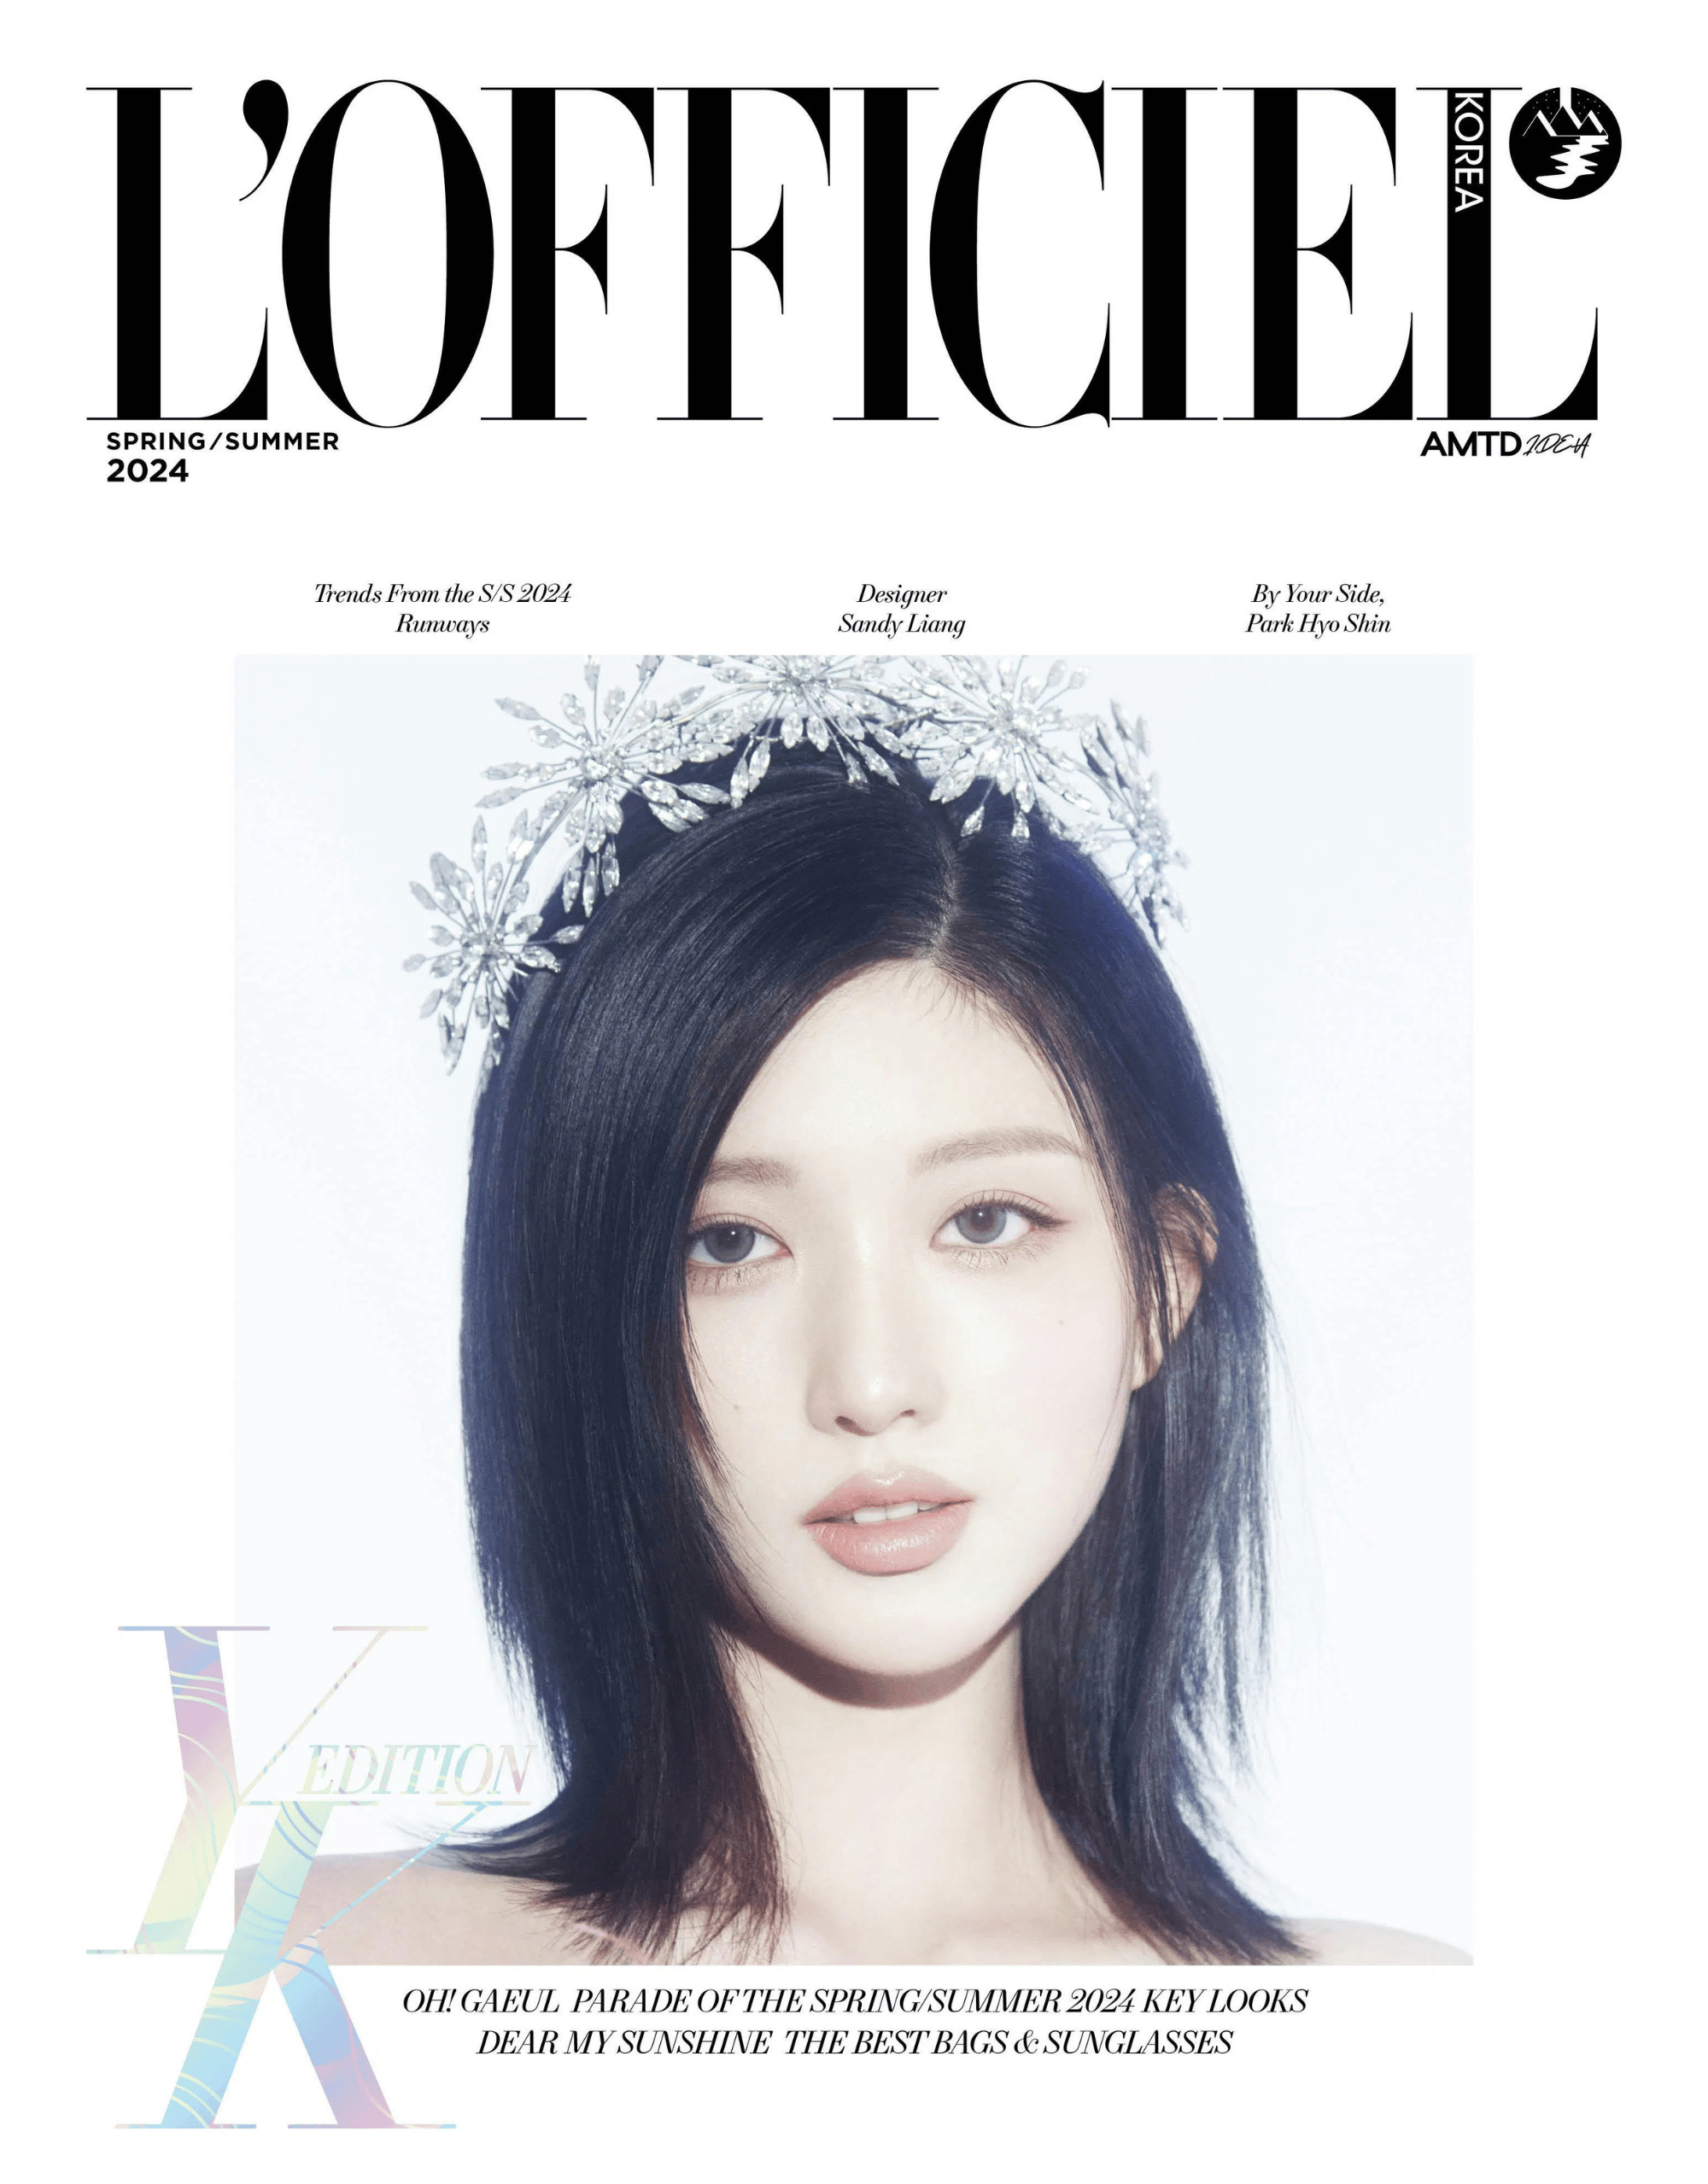 L'OFFICIEL
KOREA
SPRING/SUMMER
2024
AMTD IDEA
Trends From the S/S 2024
Runways
Designer
Sandy Liang
By Your Side,
Park Hyo Shin
YK
EDITION
OH! GAEUL PARADE OF THE SPRING/SUMMER 2024 KEY LOOKS
DEAR MY SUNSHINE THE BEST BAGS & SUNGLASSES